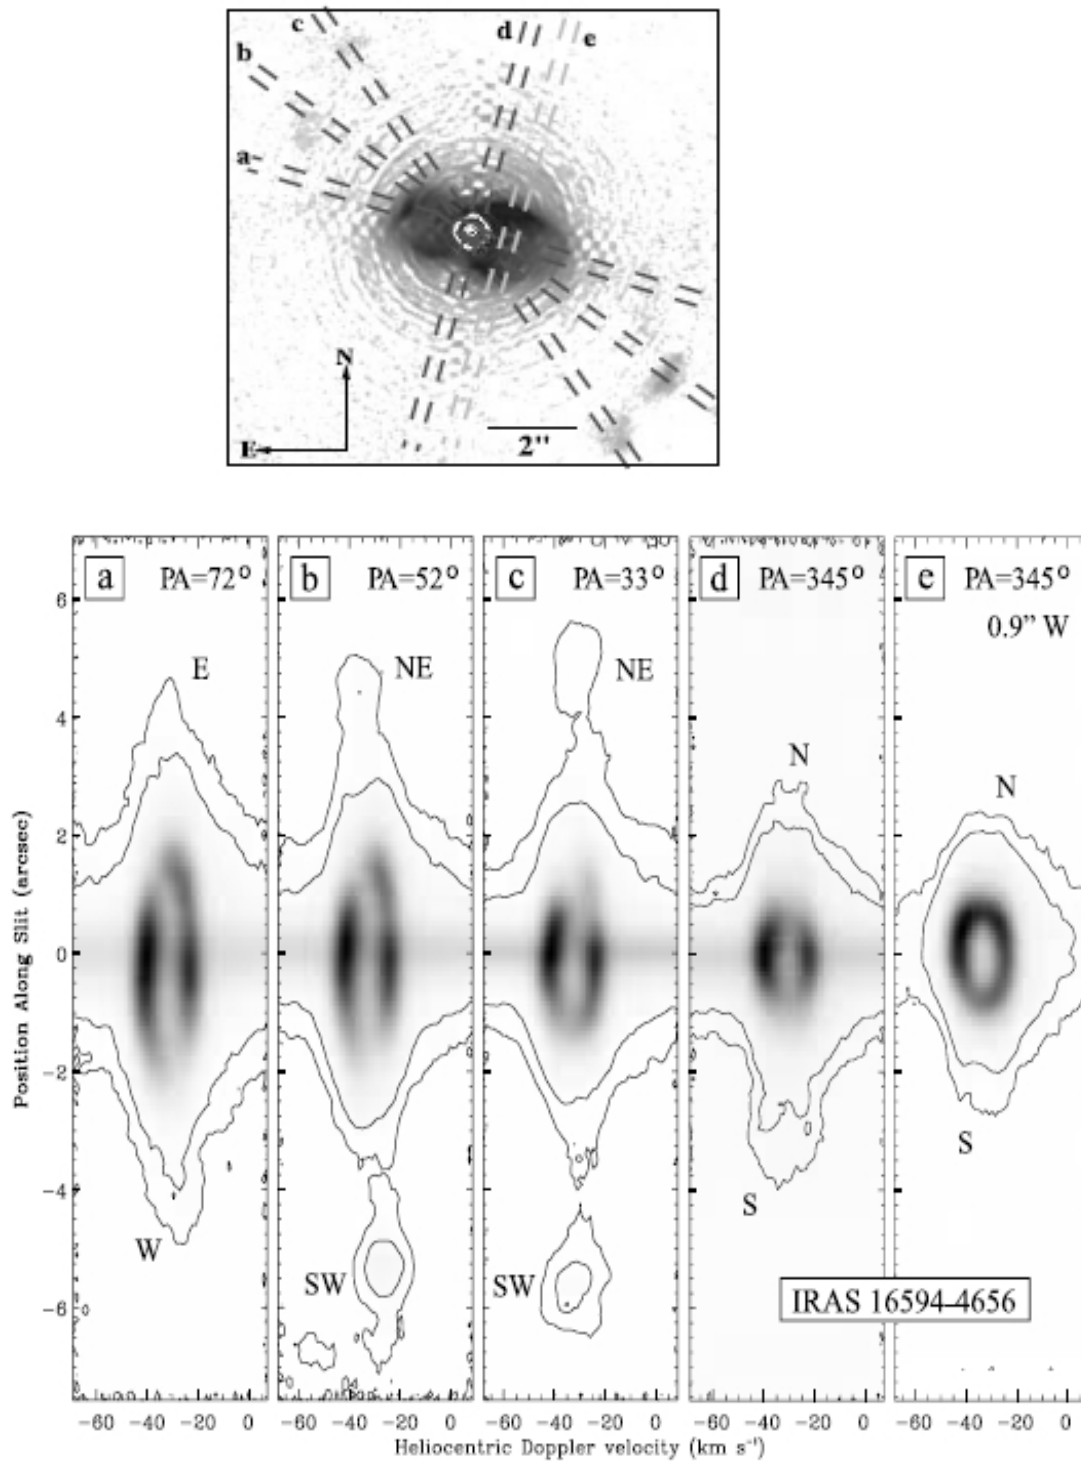 c d e
b
a
N
E 2"
a PA=72° b PA=52° c PA=33° d PA=345° e PA=345°
0.9" W
6
E NE NE
4
N N
2
0
-2
S
-4
W S
SW SW
-6
IRAS 16594-4656
Position Along Slit (arcsec)
-60 -40 -20 0 -60 -40 -20 0 -60 -40 -20 0 -60 -40 -20 0 -60 -40 -20 0
Heliocentric Doppler velocity (km s⁻¹)